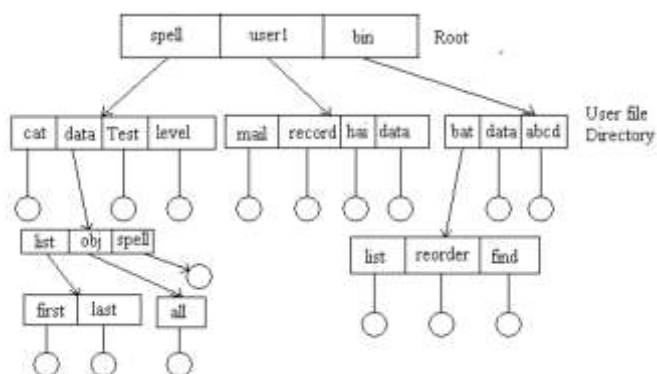 spell user1 bin Root
User file
Directory
cat data Test level mail record hai data bat data abcd
list obj spell
list reorder find
first last all